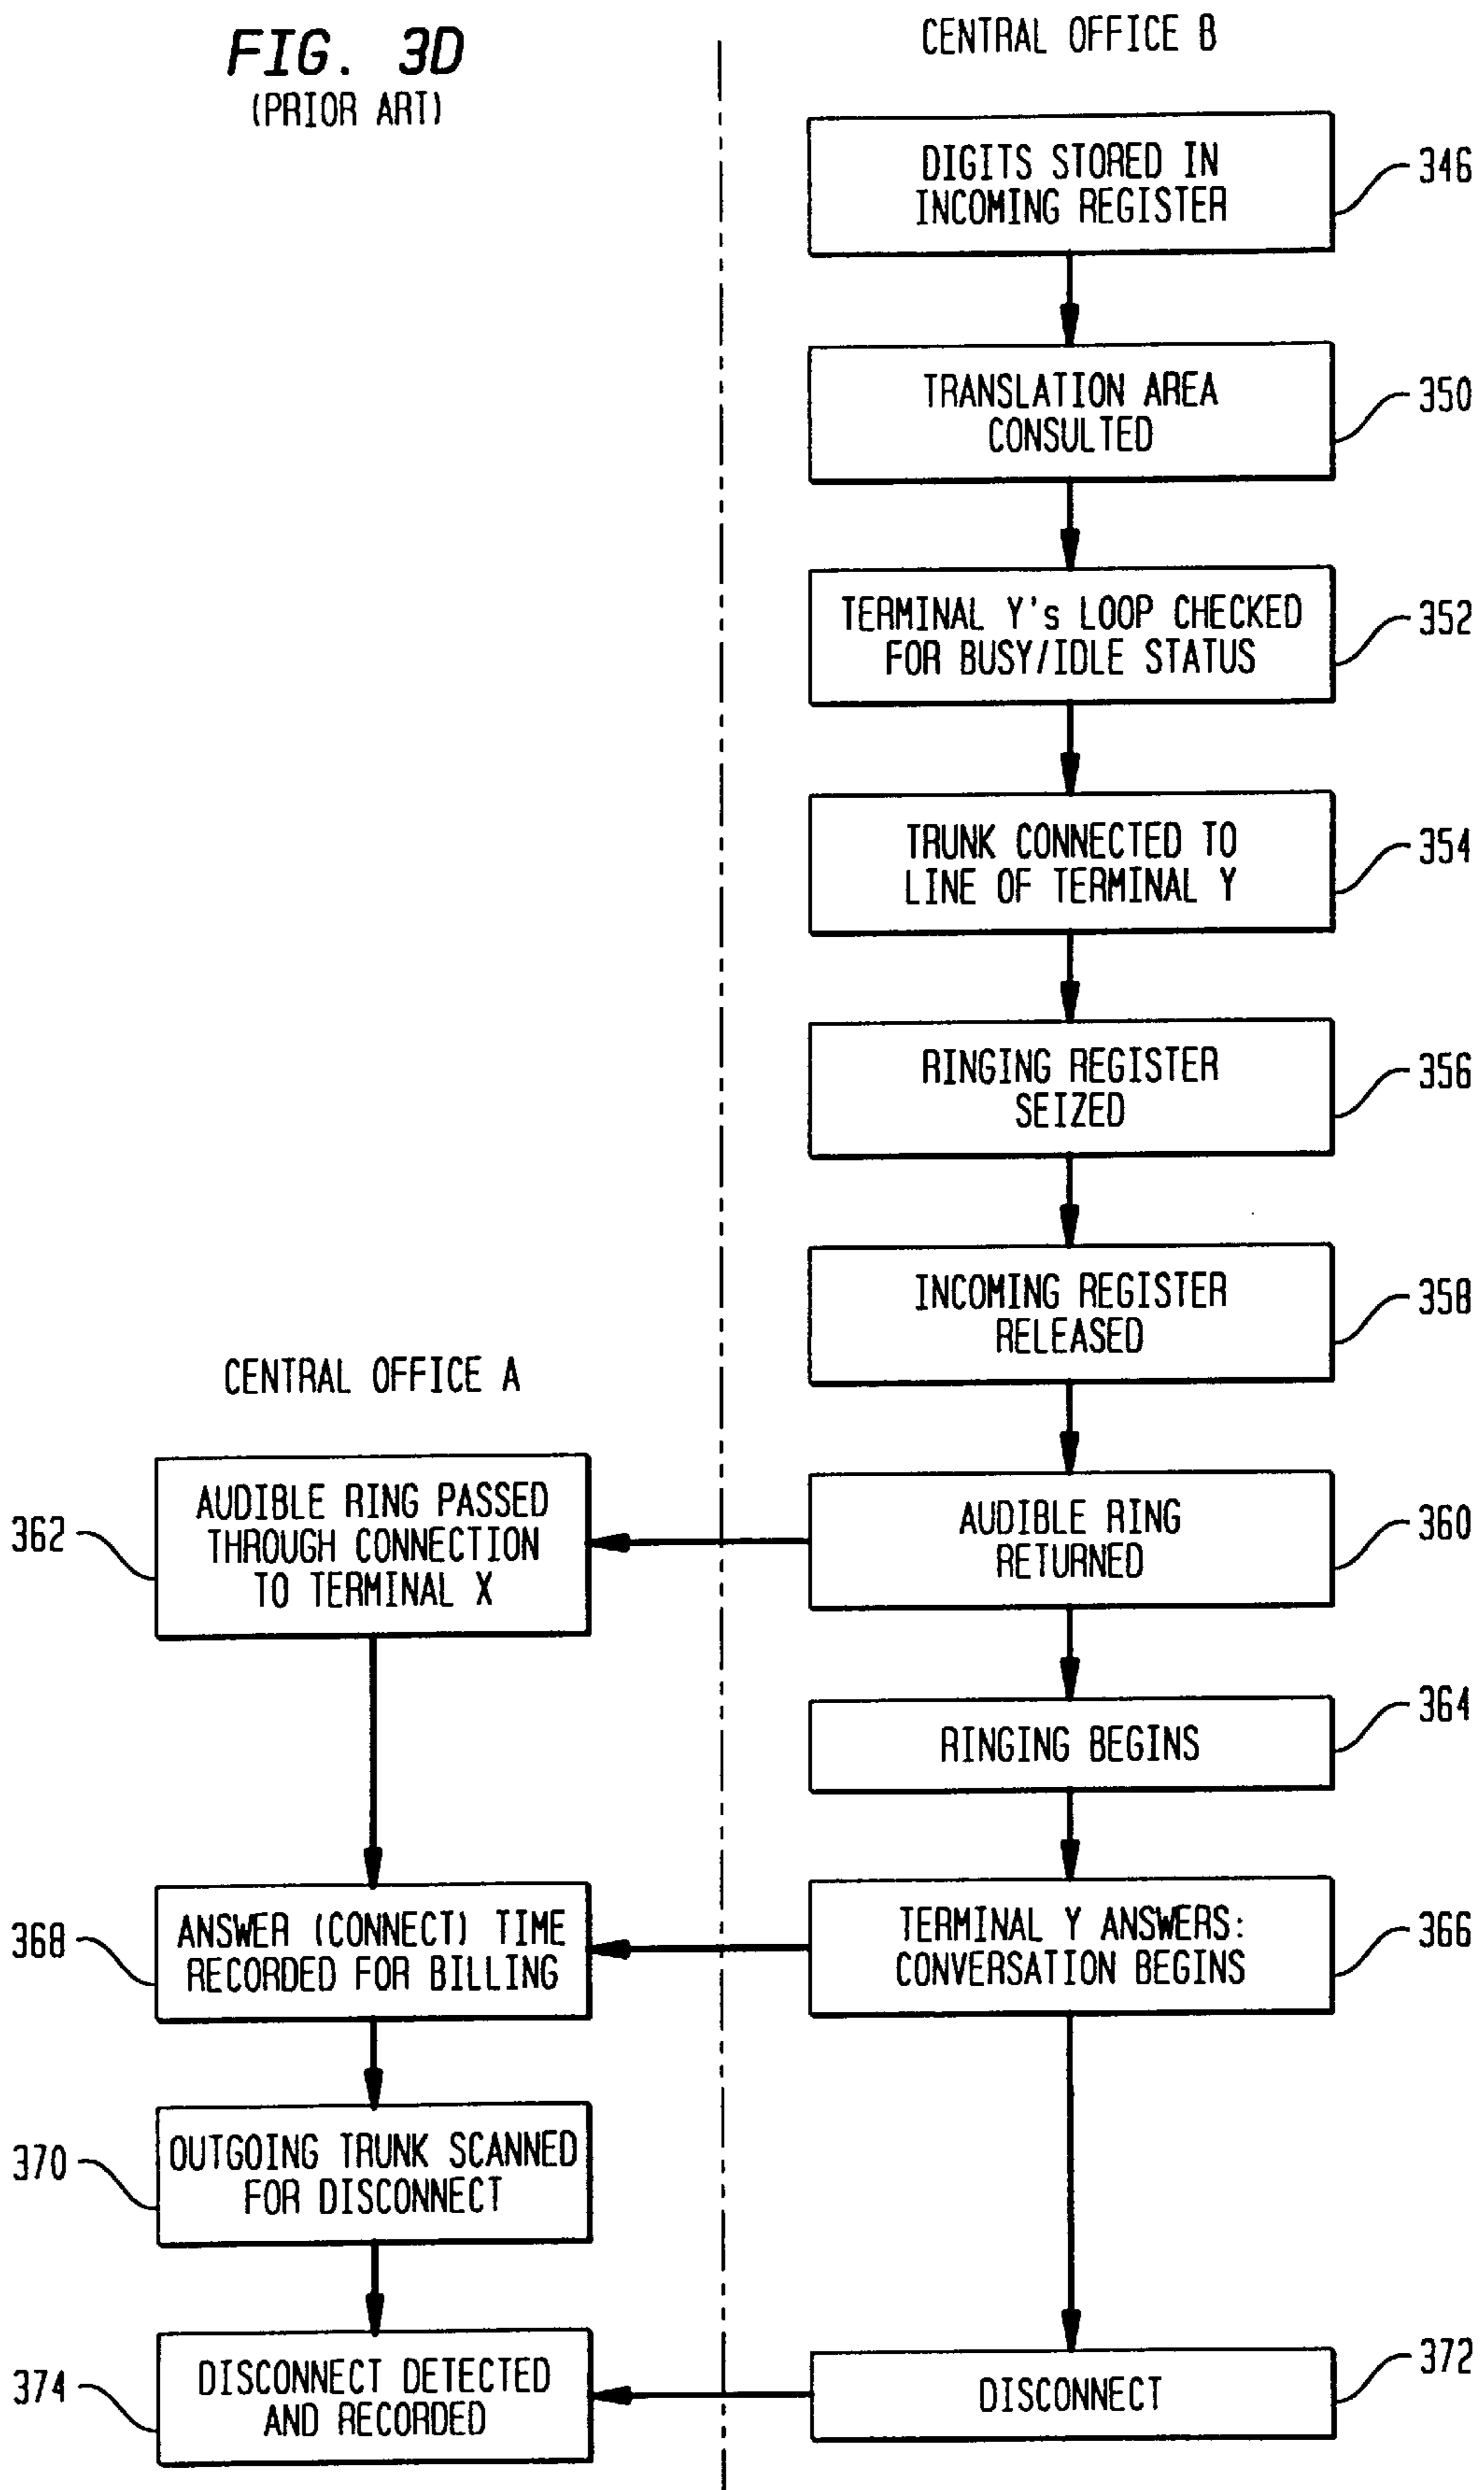 FIG. 3D
(PRIOR ART)
CENTRAL OFFICE B
DIGITS STORED IN
INCOMING REGISTER
346
TRANSLATION AREA
CONSULTED
350
TERMINAL Y's LOOP CHECKED
FOR BUSY/IDLE STATUS
352
TRUNK CONNECTED TO
LINE OF TERMINAL Y
354
RINGING REGISTER
SEIZED
356
INCOMING REGISTER
RELEASED
358
CENTRAL OFFICE A
AUDIBLE RING PASSED
THROUGH CONNECTION
TO TERMINAL X
362
AUDIBLE RING
RETURNED
360
RINGING BEGINS
364
ANSWER (CONNECT) TIME
RECORDED FOR BILLING
368
TERMINAL Y ANSWERS:
CONVERSATION BEGINS
366
OUTGOING TRUNK SCANNED
FOR DISCONNECT
370
DISCONNECT DETECTED
AND RECORDED
374
DISCONNECT
372